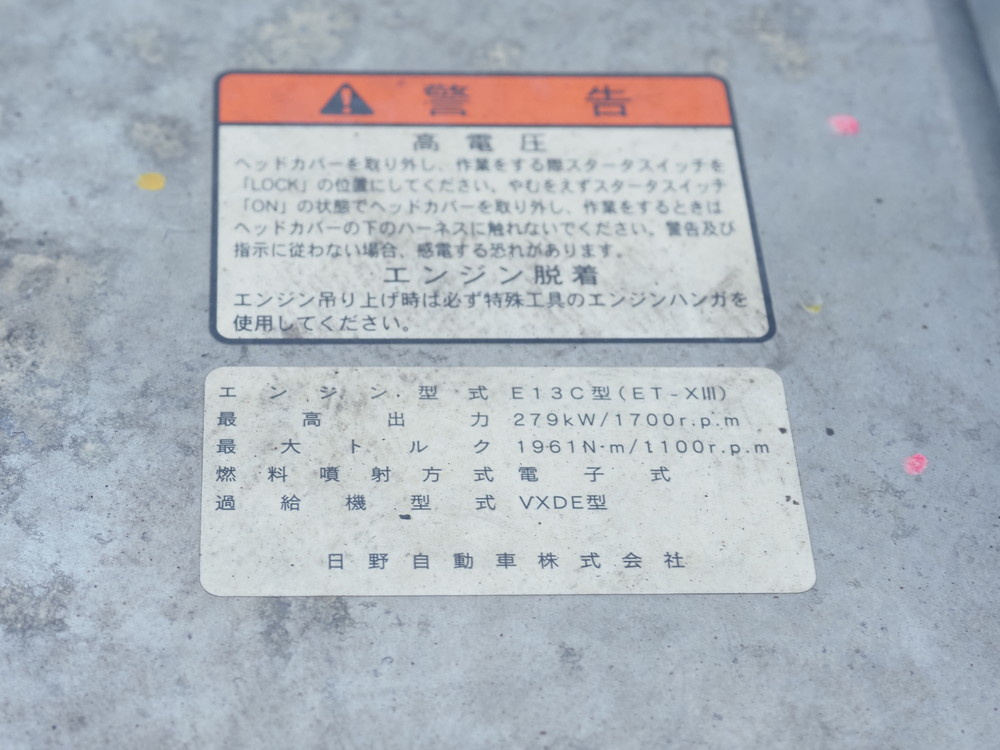 警告
高電圧
ヘッドカバーを取り外し、作業をする際スタータスイッチを
「LOCK」の位置にしてください。やむをえずスタータスイッチ
「ON」の状態でヘッドカバーを取り外し、作業をするときは
ヘッドカバーの下のハーネスに触れないでください。警告及び
指示に従わない場合、感電する恐れがあります。
エンジン脱着
エンジン吊り上げ時は必ず特殊工具のエンジンハンガを
使用してください。
エンジン型式 E13C型(ET-XⅢ)
最高出力 279kW/1700r.p.m
最大トルク 1961N·m/1100r.p.m
燃料噴射方式 電子式
過給機型式 VXDE型
日野自動車株式会社